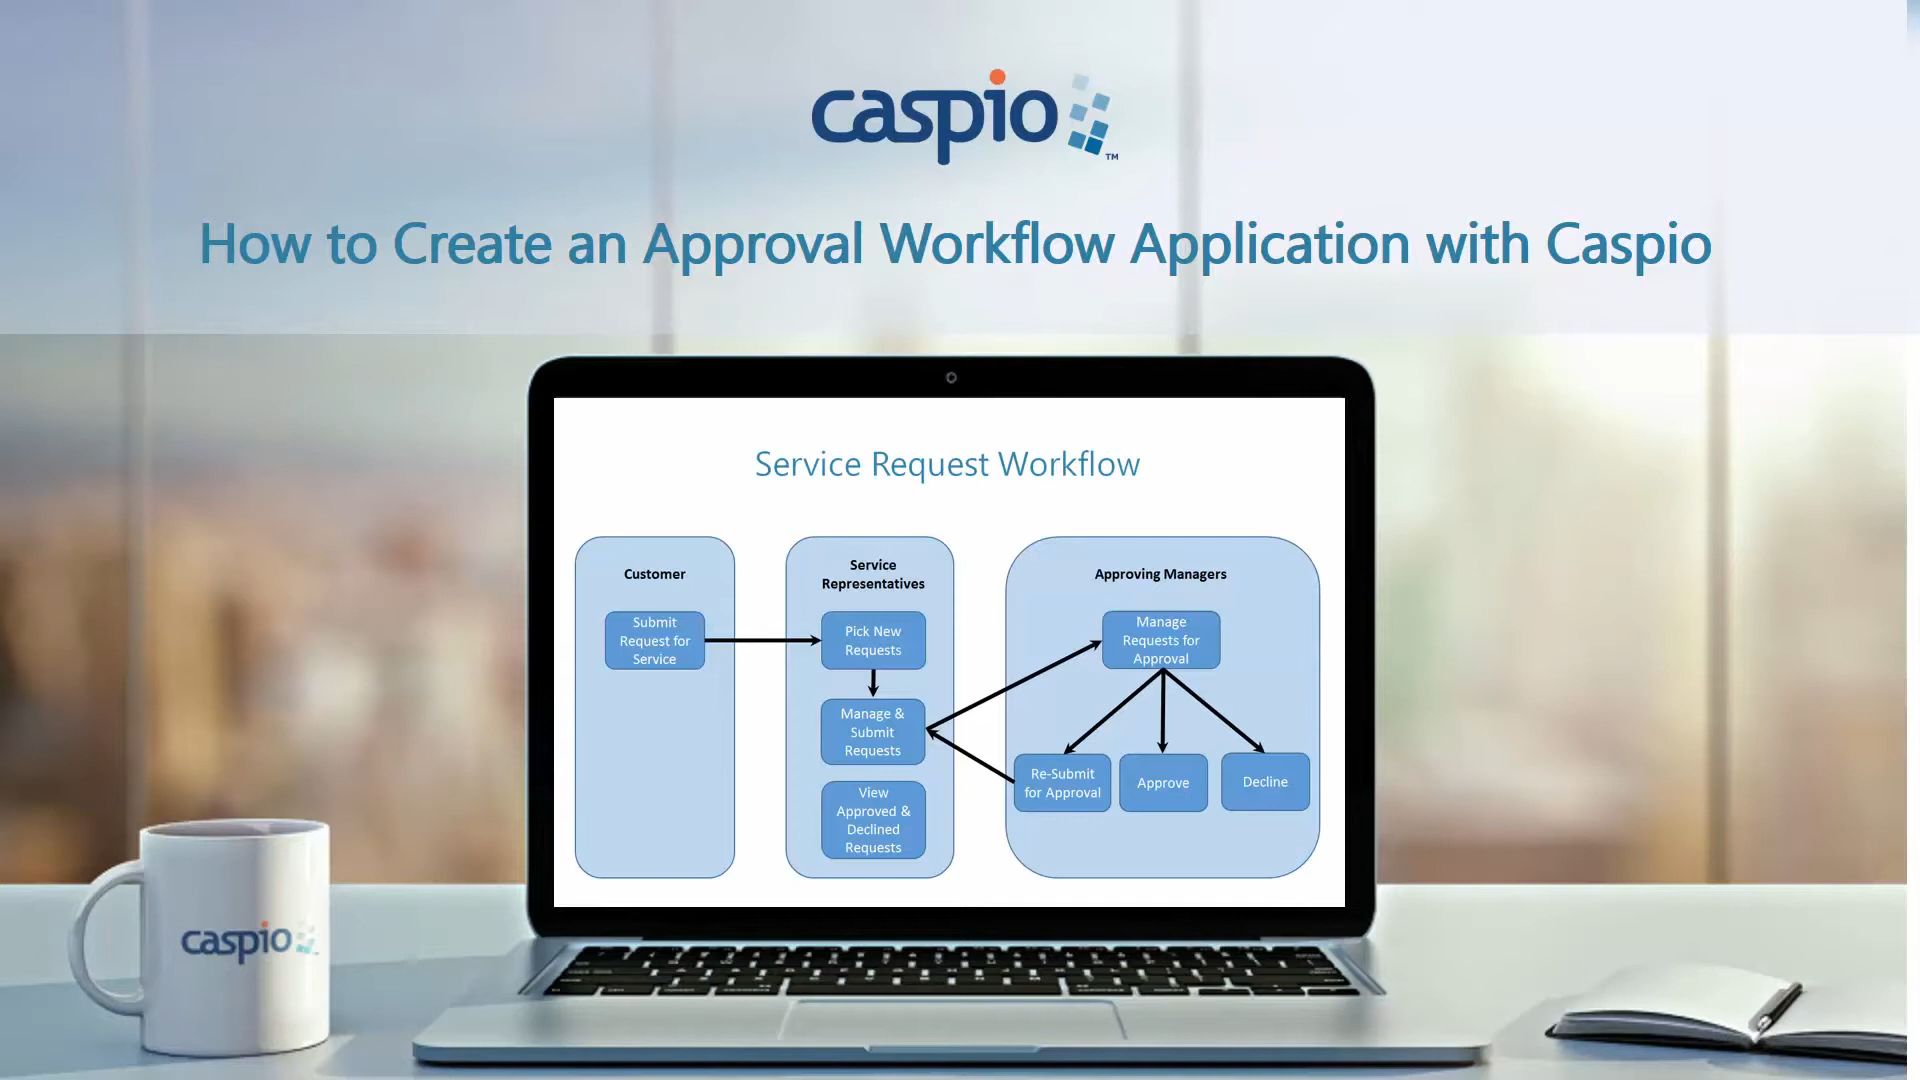 caspio
TM
How to Create an Approval Workflow Application with Caspio
Service Request Workflow
Customer
Submit
Request for
Service
Service
Representatives
Pick New
Requests
Manage &
Submit
Requests
View
Approved &
Declined
Requests
Approving Managers
Manage
Requests for
Approval
Re-Submit
for Approval
Approve
Decline
caspio